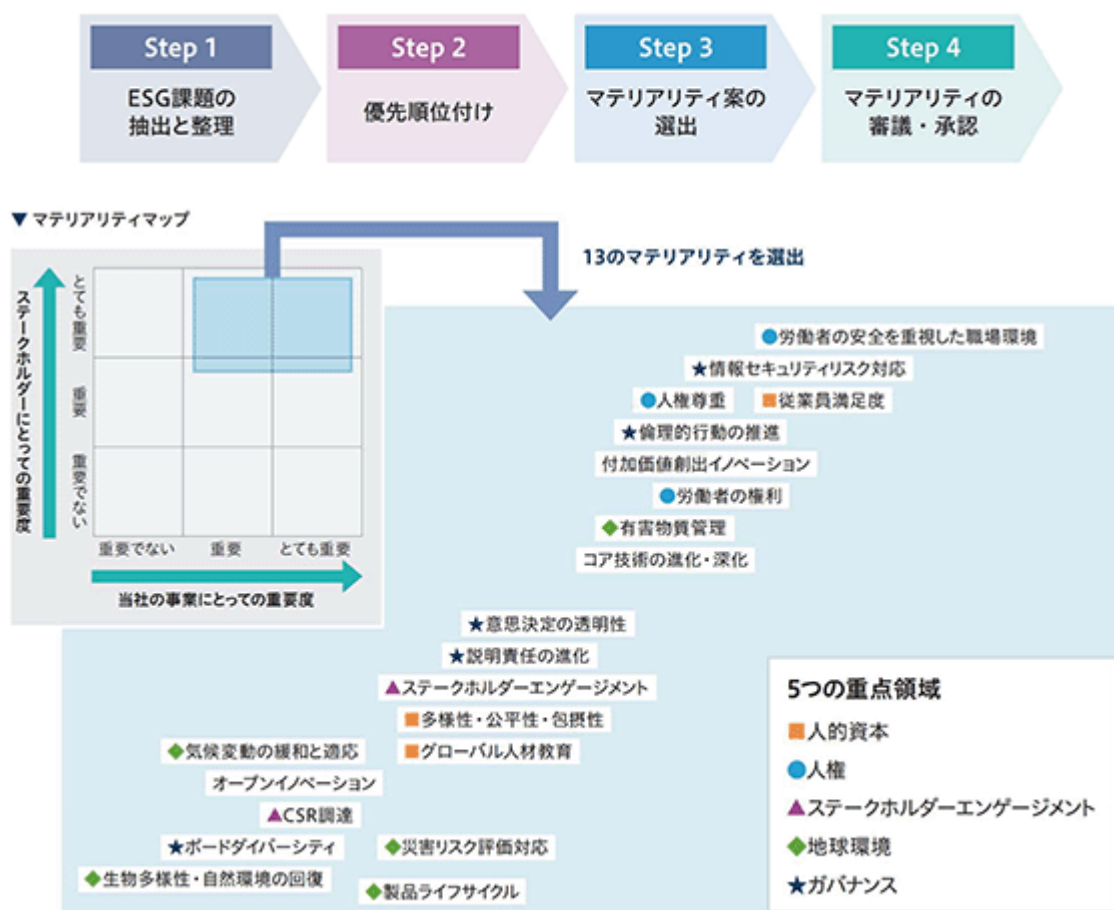 Step 1
ESG課題の
抽出と整理
Step 2
優先順位付け
Step 3
マテリアリティ案の
選出
Step 4
マテリアリティの
審議・承認
▼ マテリアリティマップ
ステークホルダーにとっての重要度
とても重要
重要
重要でない
重要でない
重要
とても重要
当社の事業にとっての重要度
13のマテリアリティを選出
●労働者の安全を重視した職場環境
★情報セキュリティリスク対応
●人権尊重
■従業員満足度
★倫理的行動の推進
付加価値創出イノベーション
●労働者の権利
◆有害物質管理
コア技術の進化・深化
★意思決定の透明性
★説明責任の進化
▲ステークホルダーエンゲージメント
■多様性・公平性・包摂性
◆気候変動の緩和と適応
■グローバル人材教育
オープンイノベーション
▲CSR調達
★ボードダイバーシティ
◆災害リスク評価対応
◆生物多様性・自然環境の回復
◆製品ライフサイクル
5つの重点領域
■人的資本
●人権
▲ステークホルダーエンゲージメント
◆地球環境
★ガバナンス